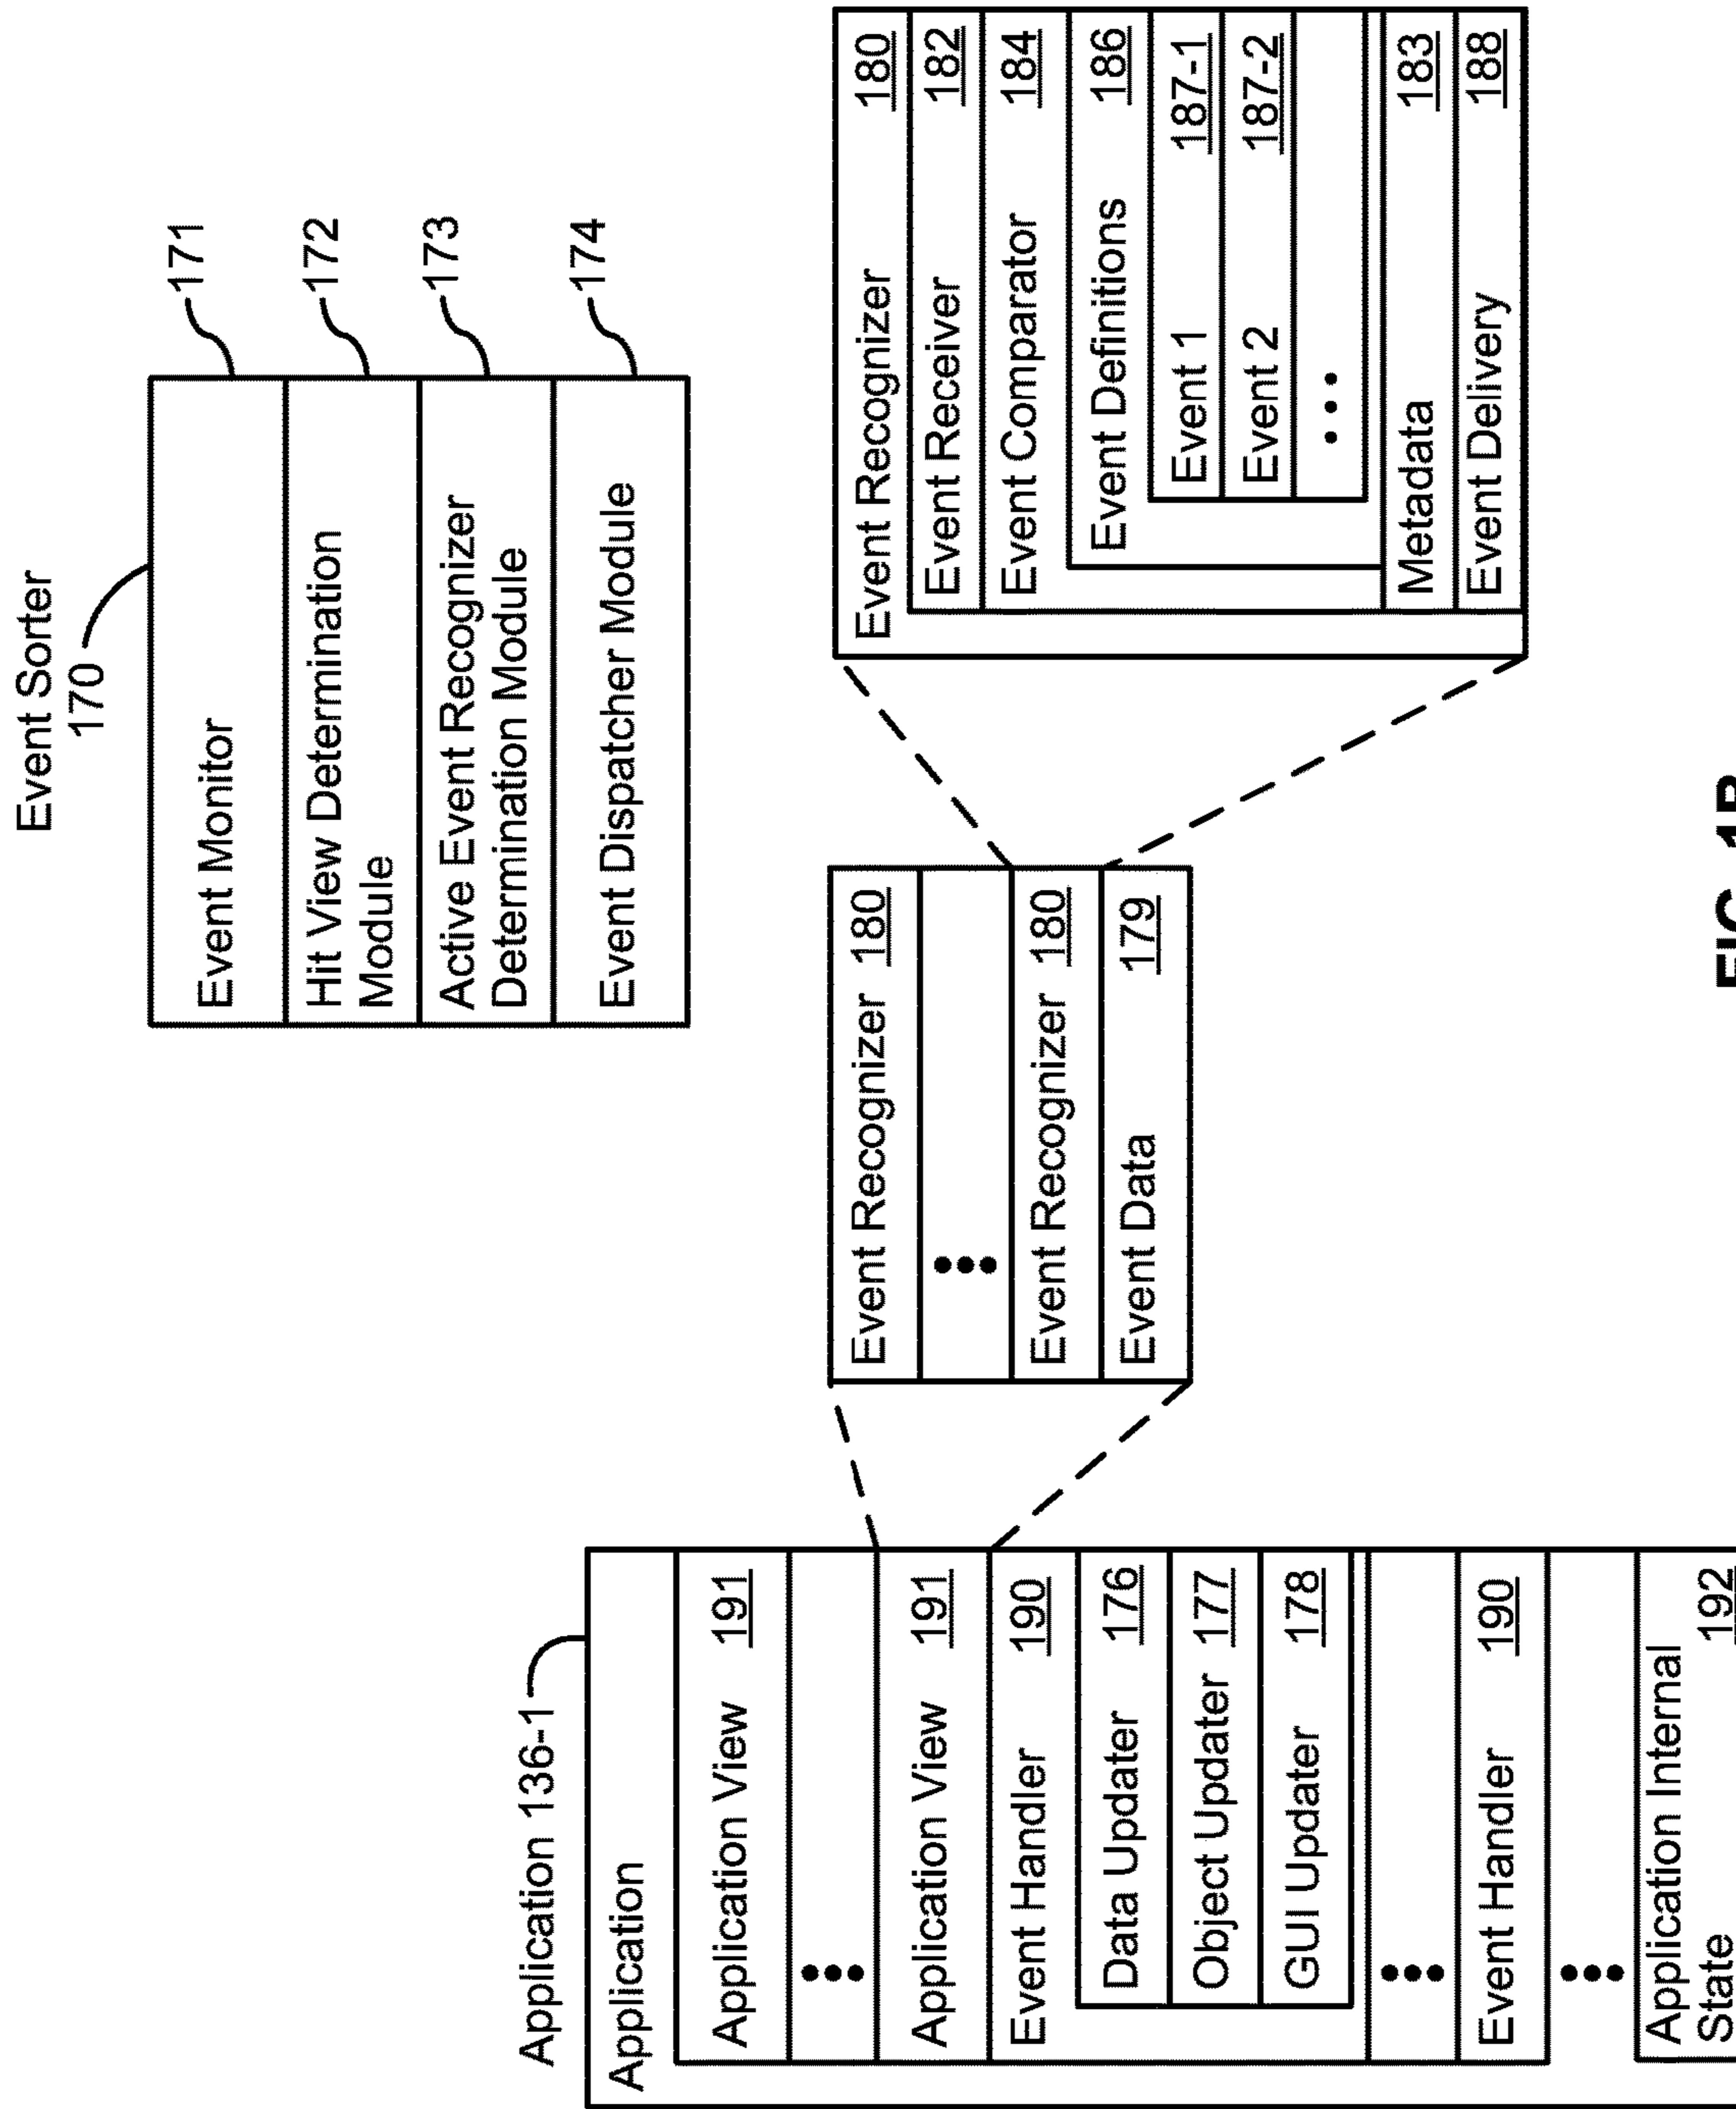 Event Sorter
170
Event Monitor
171
Hit View Determination
Module
172
Active Event Recognizer
Determination Module
173
Event Dispatcher Module
174
Application 136-1
Application
Application View 191
•••
Application View 191
Event Handler 190
Data Updater 176
Object Updater 177
GUI Updater 178
•••
Event Handler 190
•••
Application Internal
State 192
Event Recognizer 180
•••
Event Recognizer 180
Event Data 179
Event Recognizer 180
Event Receiver 182
Event Comparator 184
Event Definitions 186
Event 1 187-1
Event 2 187-2
•••
Metadata 183
Event Delivery 188
FIG. 1B